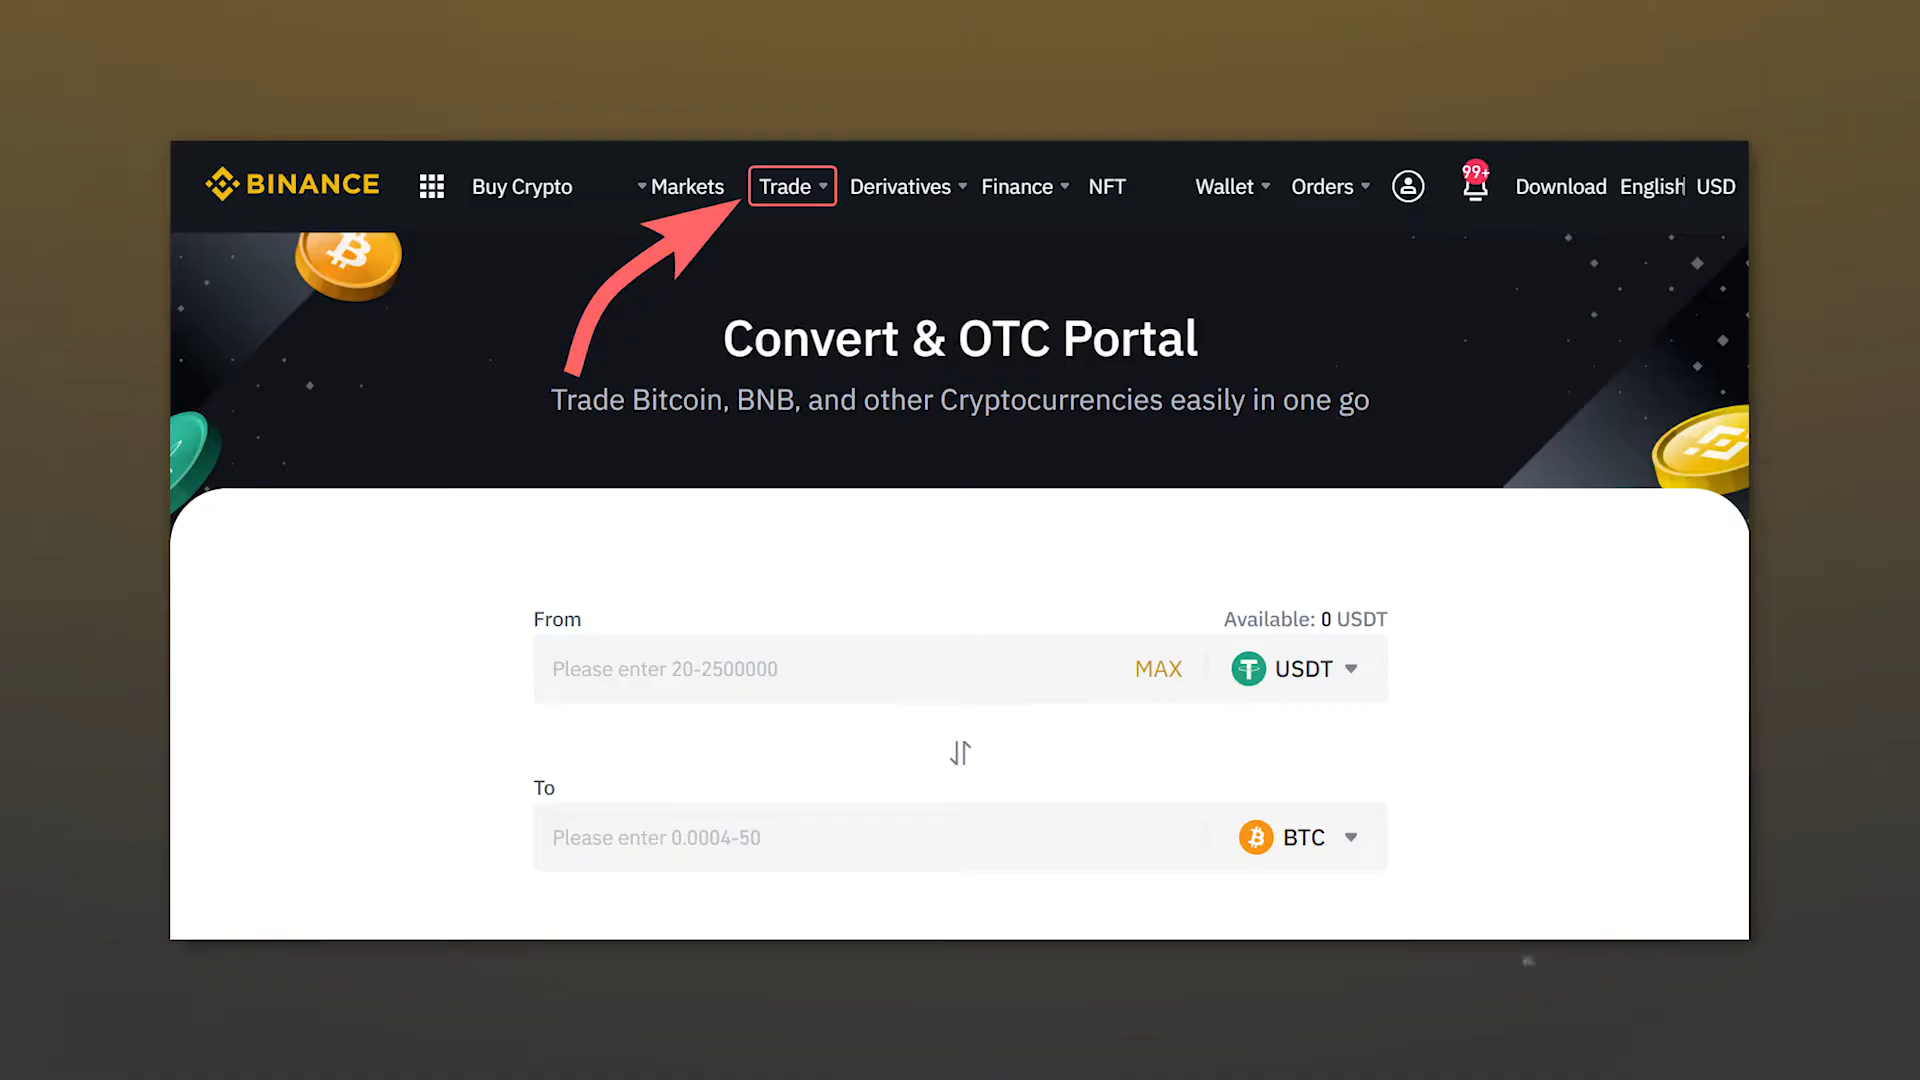 BINANCE Buy Crypto Markets Trade Derivatives Finance NFT Wallet Orders 99+ Download English USD
Convert & OTC Portal
Trade Bitcoin, BNB, and other Cryptocurrencies easily in one go
From Available: 0 USDT
Please enter 20-2500000 MAX USDT
To
Please enter 0.0004-50 BTC